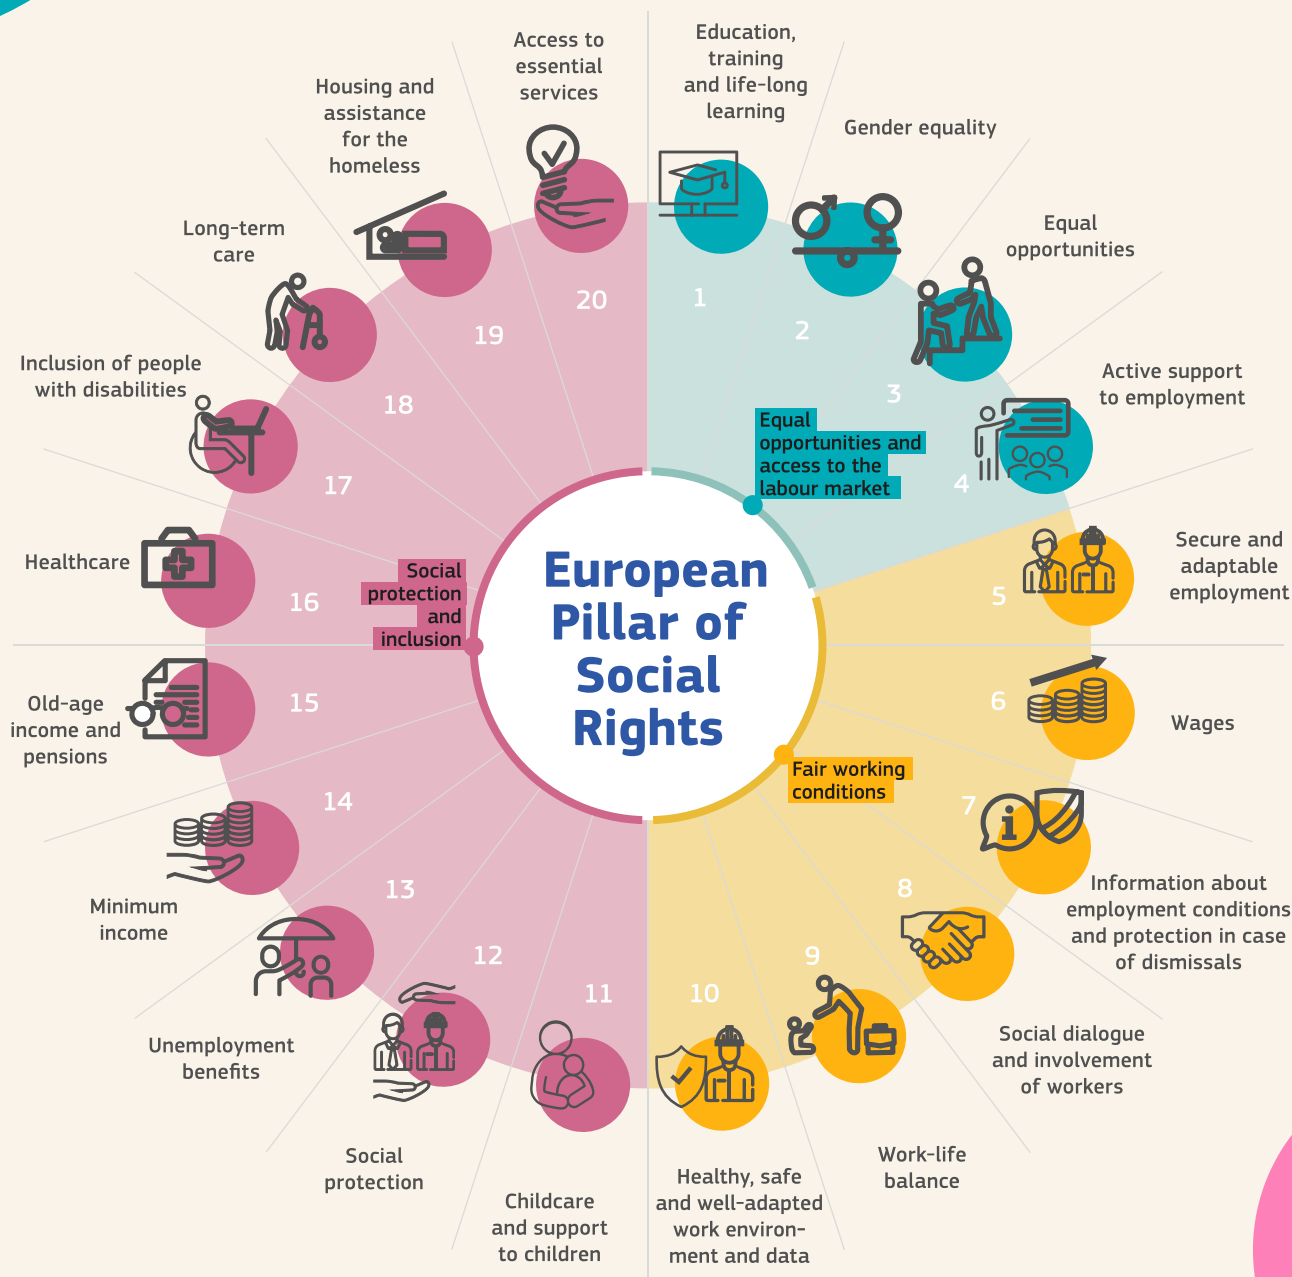 European
Pillar of
Social
Rights
Equal
opportunities and
access to the
labour market
1
Education,
training
and life-long
learning
2
Gender equality
3
Equal
opportunities
4
Active support
to employment
Fair working
conditions
5
Secure and
adaptable
employment
6
Wages
7
Information about
employment conditions
and protection in case
of dismissals
8
Social dialogue
and involvement
of workers
9
Work-life
balance
10
Healthy, safe
and well-adapted
work environ-
ment and data
Social
protection
and
inclusion
11
Childcare
and support
to children
12
Social
protection
13
Unemployment
benefits
14
Minimum
income
15
Old-age
income and
pensions
16
Healthcare
17
Inclusion of people
with disabilities
18
Long-term
care
19
Housing and
assistance
for the
homeless
20
Access to
essential
services